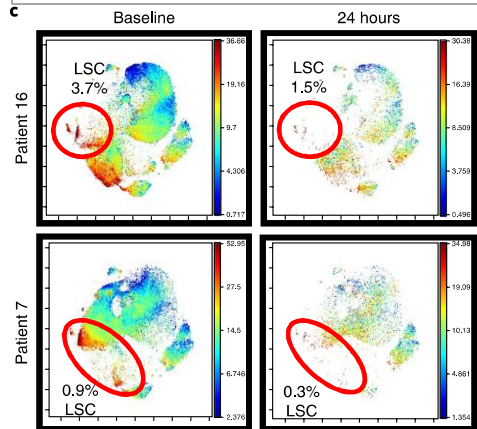 c
Baseline
24 hours
Patient 16
LSC
3.7%
36.66
19.16
9.7
4.306
0.717
LSC
1.5%
30.38
16.39
8.509
3.759
0.496
Patient 7
0.9%
LSC
52.95
27.5
14.5
6.746
2.376
0.3%
LSC
34.98
19.09
10.13
4.861
1.354